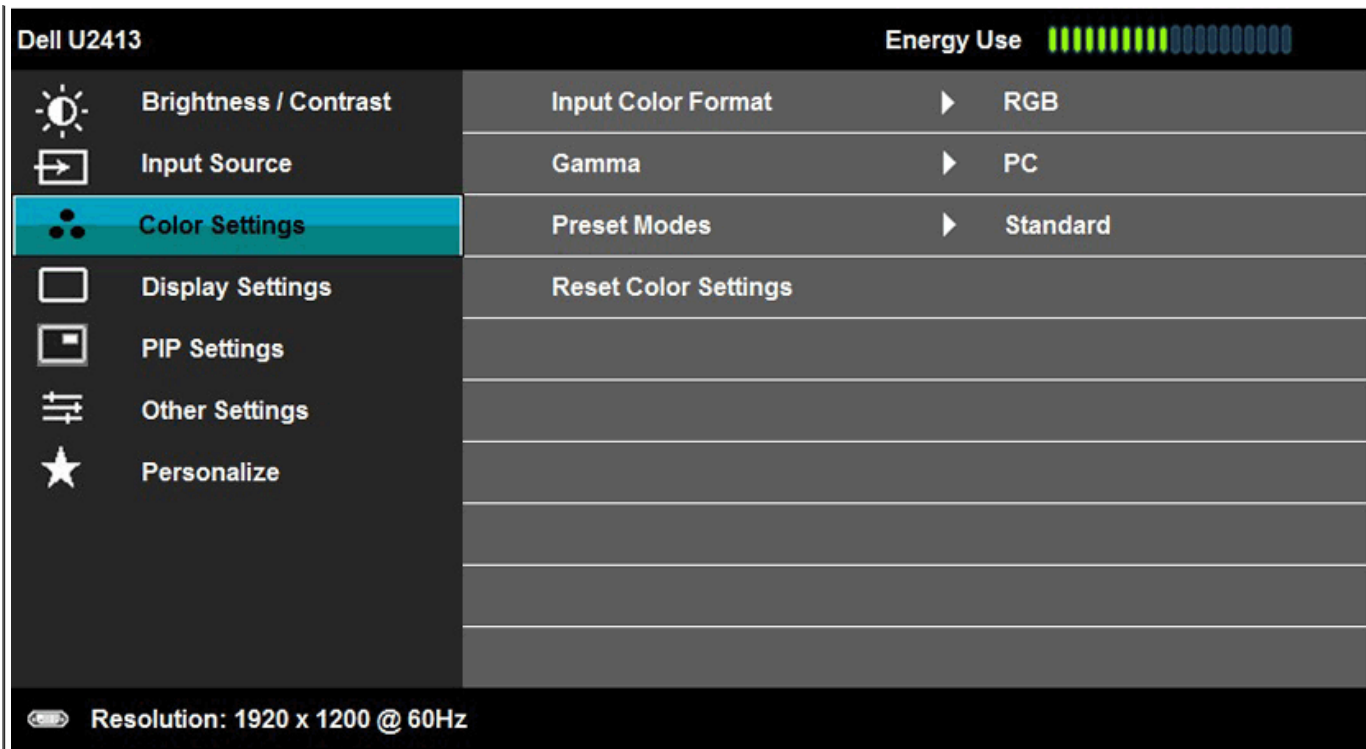 Dell U2413 Energy Use
Brightness / Contrast Input Color Format RGB
Input Source Gamma PC
Color Settings Preset Modes Standard
Display Settings Reset Color Settings
PIP Settings
Other Settings
Personalize
Resolution: 1920 x 1200 @ 60Hz